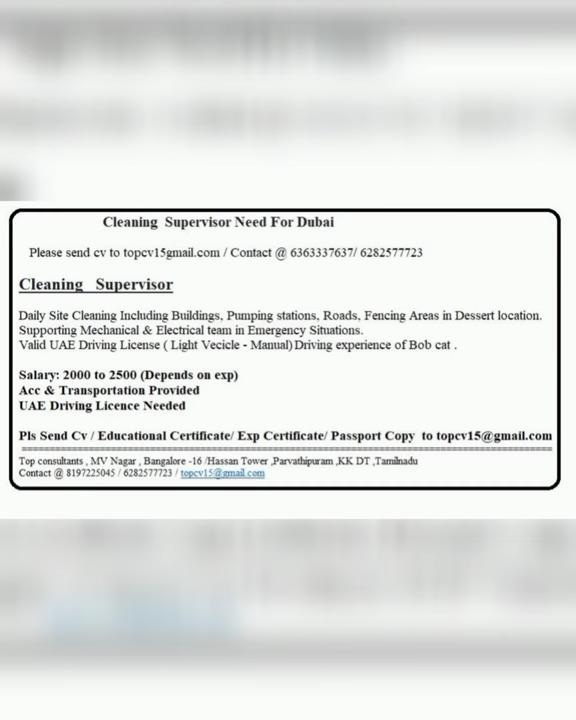 Cleaning Supervisor Need For Dubai
Please send cv to topcv15gmail.com / Contact @ 6363337637/ 6282577723
Cleaning Supervisor
Daily Site Cleaning Including Buildings, Pumping stations, Roads, Fencing Areas in Dessert location.
Supporting Mechanical & Electrical team in Emergency Situations.
Valid UAE Driving License ( Light Vecicle - Manual) Driving experience of Bob cat .
Salary: 2000 to 2500 (Depends on exp)
Acc & Transportation Provided
UAE Driving Licence Needed
Pls Send Cv / Educational Certificate/ Exp Certificate/ Passport Copy to topcv15@gmail.com
Top consultants , MV Nagar , Bangalore -16 /Hassan Tower ,Parvathipuram ,KK DT ,Tamilnadu
Contact @ 8197225045 / 6282577723 / topcv15@gmail.com